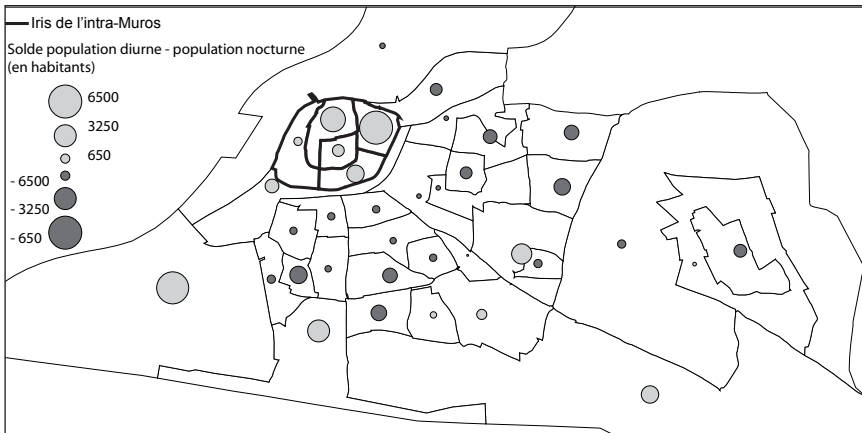 Iris de l'intra-Muros
Solde population diurne - population nocturne
(en habitants)
6500
3250
650
- 6500
- 3250
- 650